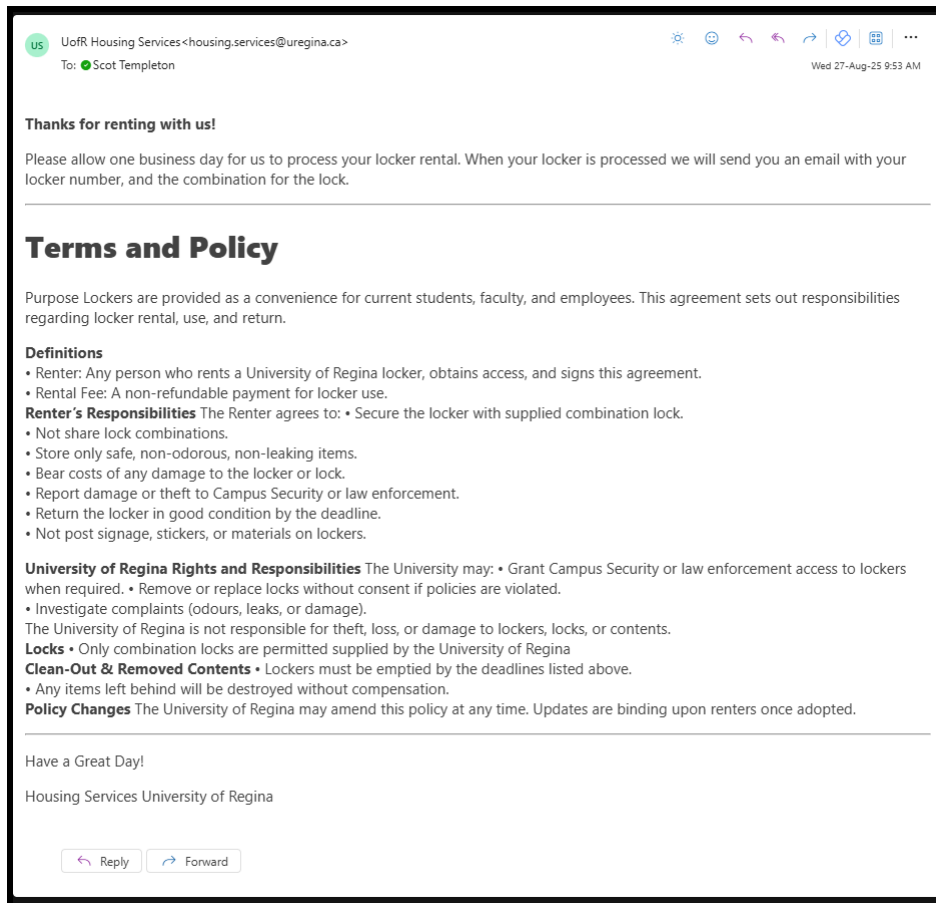 US
UofR Housing Services<housing.services@uregina.ca>
To: Scot Templeton
Wed 27-Aug-25 9:53 AM
Thanks for renting with us!
Please allow one business day for us to process your locker rental. When your locker is processed we will send you an email with your
locker number, and the combination for the lock.
Terms and Policy
Purpose Lockers are provided as a convenience for current students, faculty, and employees. This agreement sets out responsibilities
regarding locker rental, use, and return.
Definitions
• Renter: Any person who rents a University of Regina locker, obtains access, and signs this agreement.
• Rental Fee: A non-refundable payment for locker use.
Renter’s Responsibilities The Renter agrees to: • Secure the locker with supplied combination lock.
• Not share lock combinations.
• Store only safe, non-odorous, non-leaking items.
• Bear costs of any damage to the locker or lock.
• Report damage or theft to Campus Security or law enforcement.
• Return the locker in good condition by the deadline.
• Not post signage, stickers, or materials on lockers.
University of Regina Rights and Responsibilities The University may: • Grant Campus Security or law enforcement access to lockers
when required. • Remove or replace locks without consent if policies are violated.
• Investigate complaints (odours, leaks, or damage).
The University of Regina is not responsible for theft, loss, or damage to lockers, locks, or contents.
Locks • Only combination locks are permitted supplied by the University of Regina
Clean-Out & Removed Contents • Lockers must be emptied by the deadlines listed above.
• Any items left behind will be destroyed without compensation.
Policy Changes The University of Regina may amend this policy at any time. Updates are binding upon renters once adopted.
Have a Great Day!
Housing Services University of Regina
Reply
Forward